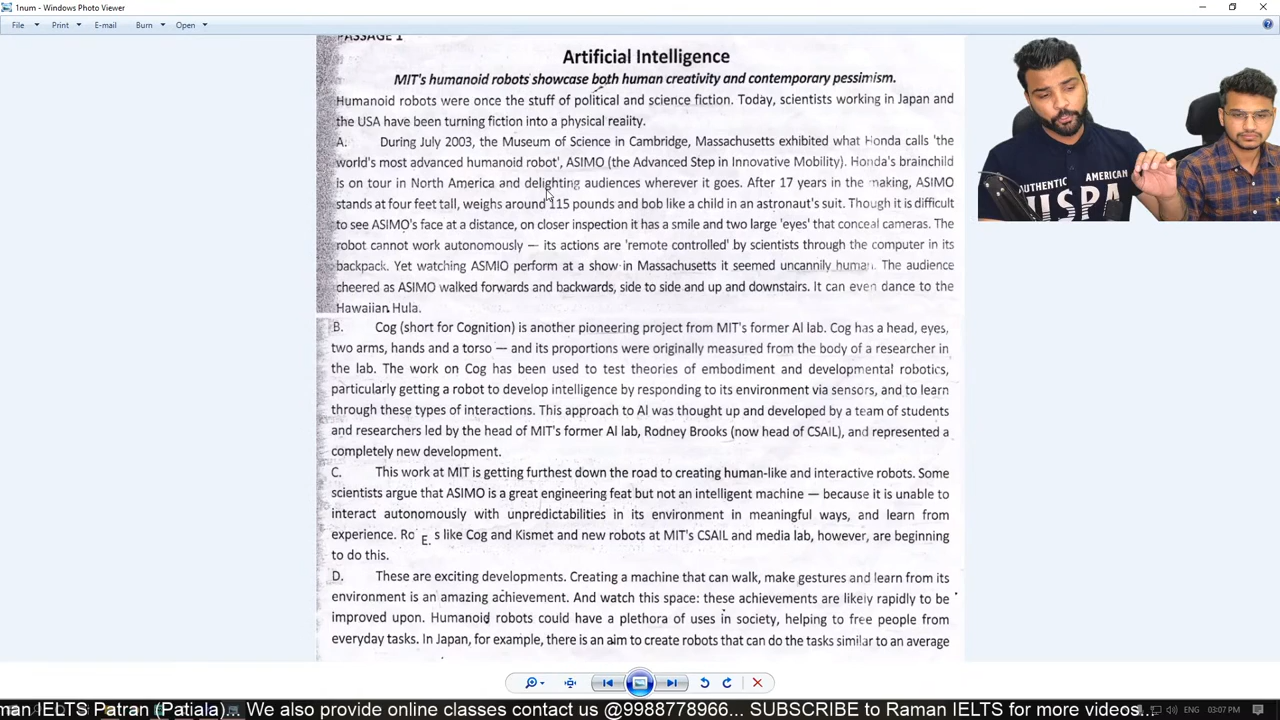 1num - Windows Photo Viewer
File Print E-mail Burn Open
PASSAGE 1
Artificial Intelligence
MIT's humanoid robots showcase both human creativity and contemporary pessimism.
Humanoid robots were once the stuff of political and science fiction. Today, scientists working in Japan and
the USA have been turning fiction into a physical reality.
A. During July 2003, the Museum of Science in Cambridge, Massachusetts exhibited what Honda calls 'the
world's most advanced humanoid robot', ASIMO (the Advanced Step in Innovative Mobility). Honda's brainchild
is on tour in North America and delighting audiences wherever it goes. After 17 years in the making, ASIMO
stands at four feet tall, weighs around 115 pounds and bob like a child in an astronaut's suit. Though it is difficult
to see ASIMO's face at a distance, on closer inspection it has a smile and two large 'eyes' that conceal cameras. The
robot cannot work autonomously — its actions are 'remote controlled' by scientists through the computer in its
backpack. Yet watching ASMIO perform at a show in Massachusetts it seemed uncannily human. The audience
cheered as ASIMO walked forwards and backwards, side to side and up and downstairs. It can even dance to the
Hawaiian Hula.
B. Cog (short for Cognition) is another pioneering project from MIT's former Al lab. Cog has a head, eyes,
two arms, hands and a torso — and its proportions were originally measured from the body of a researcher in
the lab. The work on Cog has been used to test theories of embodiment and developmental robotics,
particularly getting a robot to develop intelligence by responding to its environment via sensors, and to learn
through these types of interactions. This approach to Al was thought up and developed by a team of students
and researchers led by the head of MIT's former Al lab, Rodney Brooks (now head of CSAIL), and represented a
completely new development.
C. This work at MIT is getting furthest down the road to creating human-like and interactive robots. Some
scientists argue that ASIMO is a great engineering feat but not an intelligent machine — because it is unable to
interact autonomously with unpredictabilities in its environment in meaningful ways, and learn from
experience. Ro E. s like Cog and Kismet and new robots at MIT's CSAIL and media lab, however, are beginning
to do this.
D. These are exciting developments. Creating a machine that can walk, make gestures and learn from its
environment is an amazing achievement. And watch this space: these achievements are likely rapidly to be
improved upon. Humanoid robots could have a plethora of uses in society, helping to free people from
everyday tasks. In Japan, for example, there is an aim to create robots that can do the tasks similar to an average
AUTHENTIC AMERICAN
USPA
man IELTS Patran (Patiala)... We also provide online classes contact us @9988778966... SUBSCRIBE to Raman IELTS for more videos...
ENG 03:07 PM